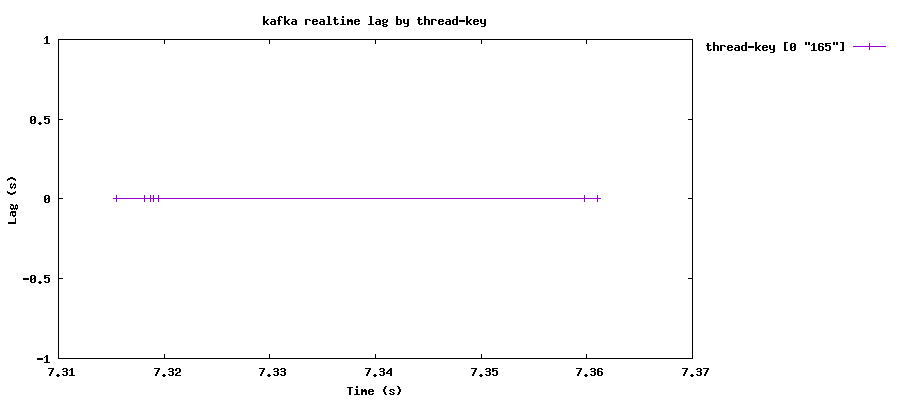 kafka realtime lag by thread-key
thread-key [0 "165"]
1
0.5
0
-0.5
-1
Lag (s)
7.31 7.32 7.33 7.34 7.35 7.36 7.37
Time (s)